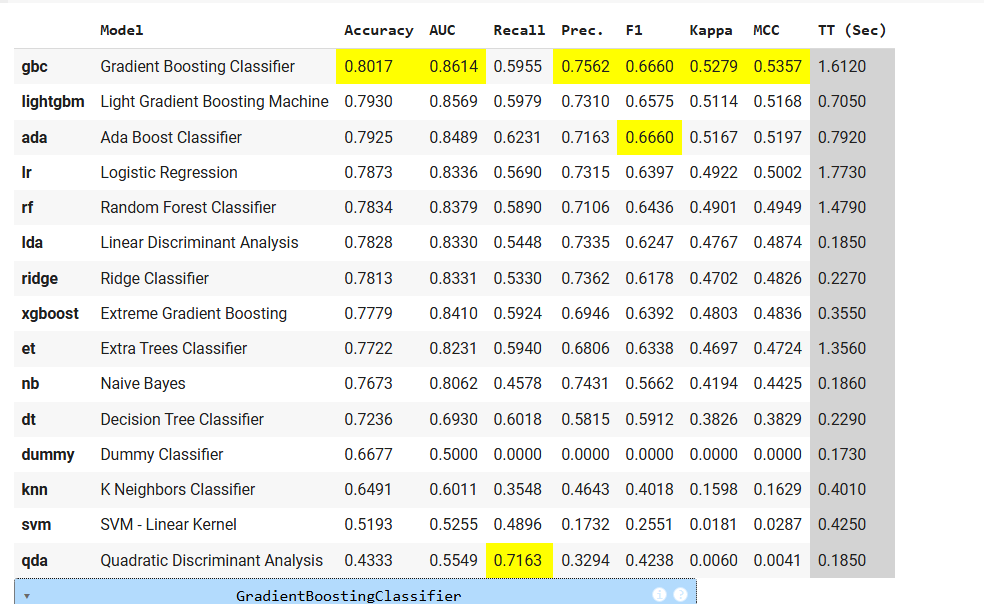 Model Accuracy AUC Recall Prec. F1 Kappa MCC TT (Sec)
gbc Gradient Boosting Classifier 0.8017 0.8614 0.5955 0.7562 0.6660 0.5279 0.5357 1.6120
lightgbm Light Gradient Boosting Machine 0.7930 0.8569 0.5979 0.7310 0.6575 0.5114 0.5168 0.7050
ada Ada Boost Classifier 0.7925 0.8489 0.6231 0.7163 0.6660 0.5167 0.5197 0.7920
lr Logistic Regression 0.7873 0.8336 0.5690 0.7315 0.6397 0.4922 0.5002 1.7730
rf Random Forest Classifier 0.7834 0.8379 0.5890 0.7106 0.6436 0.4901 0.4949 1.4790
lda Linear Discriminant Analysis 0.7828 0.8330 0.5448 0.7335 0.6247 0.4767 0.4874 0.1850
ridge Ridge Classifier 0.7813 0.8331 0.5330 0.7362 0.6178 0.4702 0.4826 0.2270
xgboost Extreme Gradient Boosting 0.7779 0.8410 0.5924 0.6946 0.6392 0.4803 0.4836 0.3550
et Extra Trees Classifier 0.7722 0.8231 0.5940 0.6806 0.6338 0.4697 0.4724 1.3560
nb Naive Bayes 0.7673 0.8062 0.4578 0.7431 0.5662 0.4194 0.4425 0.1860
dt Decision Tree Classifier 0.7236 0.6930 0.6018 0.5815 0.5912 0.3826 0.3829 0.2290
dummy Dummy Classifier 0.6677 0.5000 0.0000 0.0000 0.0000 0.0000 0.0000 0.1730
knn K Neighbors Classifier 0.6491 0.6011 0.3548 0.4643 0.4018 0.1598 0.1629 0.4010
svm SVM - Linear Kernel 0.5193 0.5255 0.4896 0.1732 0.2551 0.0181 0.0287 0.4250
qda Quadratic Discriminant Analysis 0.4333 0.5549 0.7163 0.3294 0.4238 0.0060 0.0041 0.1850
▾ GradientBoostingClassifier i ?